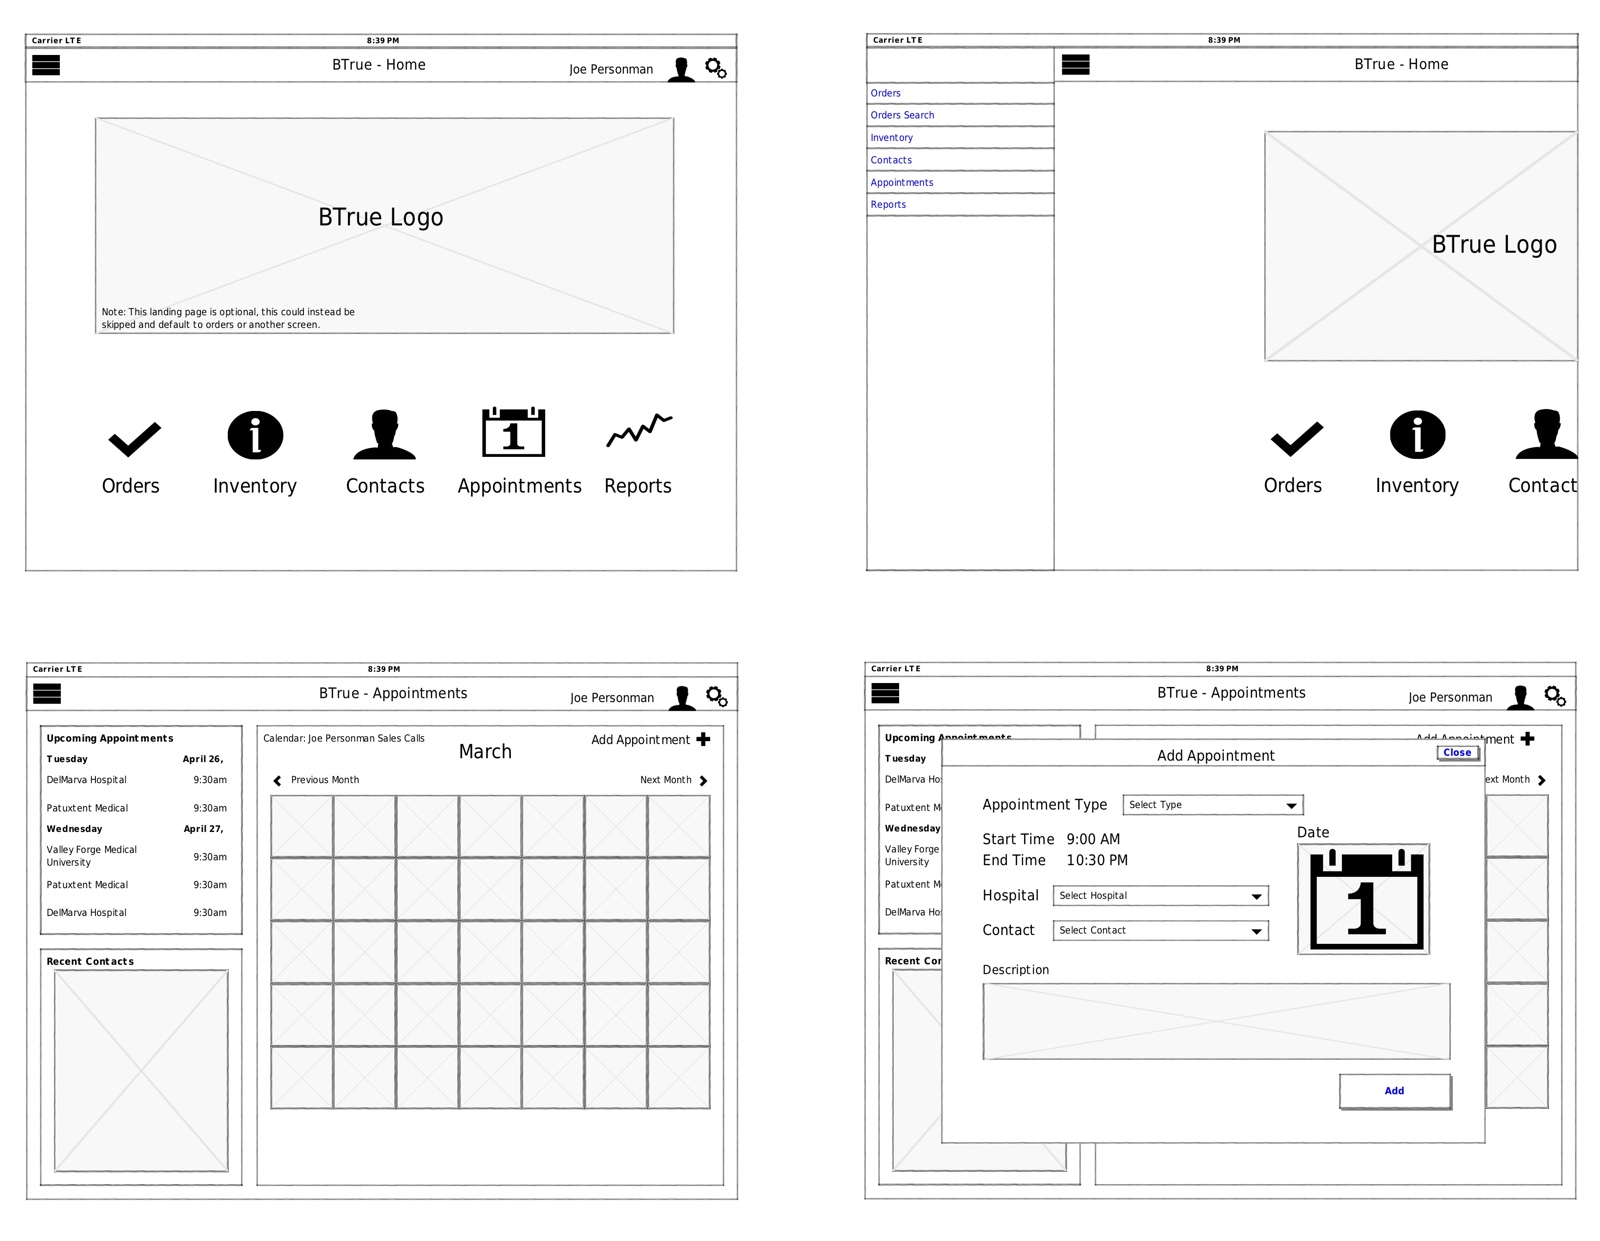 Carrier LTE 8:39 PM
BTrue - Home
Joe Personman
BTrue Logo
Note: This landing page is optional, this could instead be
skipped and default to orders or another screen.
1
Orders Inventory Contacts Appointments Reports
Carrier LTE 8:39 PM
BTrue - Home
Orders
Orders Search
Inventory
Contacts
Appointments
Reports
BTrue Logo
Orders Inventory Contact
Carrier LTE 8:39 PM
BTrue - Appointments
Joe Personman
Upcoming Appointments
Tuesday April 26,
DelMarva Hospital 9:30am
Patuxtent Medical 9:30am
Wednesday April 27,
Valley Forge Medical
University 9:30am
Patuxtent Medical 9:30am
DelMarva Hospital 9:30am
Recent Contacts
Calendar: Joe Personman Sales Calls
March
Add Appointment
Previous Month Next Month
Carrier LTE 8:39 PM
BTrue - Appointments
Joe Personman
Upcoming Appointments
Tuesday
DelMarva Ho
Patuxtent M
Wednesday
Valley Forge
University
Patuxtent M
DelMarva Ho
Recent Cor
Add Appointment
ext Month
Add Appointment
Close
Appointment Type Select Type
Start Time 9:00 AM
End Time 10:30 PM
Date
1
Hospital Select Hospital
Contact Select Contact
Description
Add